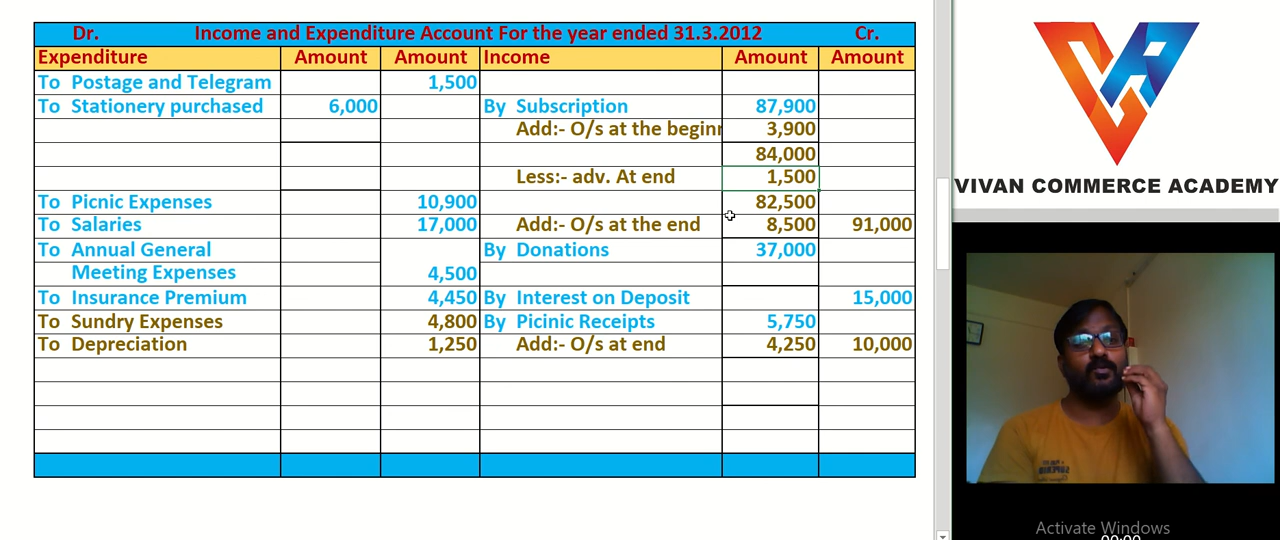 Dr. Income and Expenditure Account For the year ended 31.3.2012 Cr.
Expenditure Amount Amount Income Amount Amount
To Postage and Telegram 1,500
To Stationery purchased 6,000 By Subscription 87,900
Add:- O/s at the beginn 3,900
84,000
Less:- adv. At end 1,500
To Picnic Expenses 10,900 82,500
To Salaries 17,000 Add:- O/s at the end 8,500 91,000
To Annual General By Donations 37,000
Meeting Expenses 4,500
To Insurance Premium 4,450 By Interest on Deposit 15,000
To Sundry Expenses 4,800 By Picinic Receipts 5,750
To Depreciation 1,250 Add:- O/s at end 4,250 10,000
VIVAN COMMERCE ACADEMY
Activate Windows